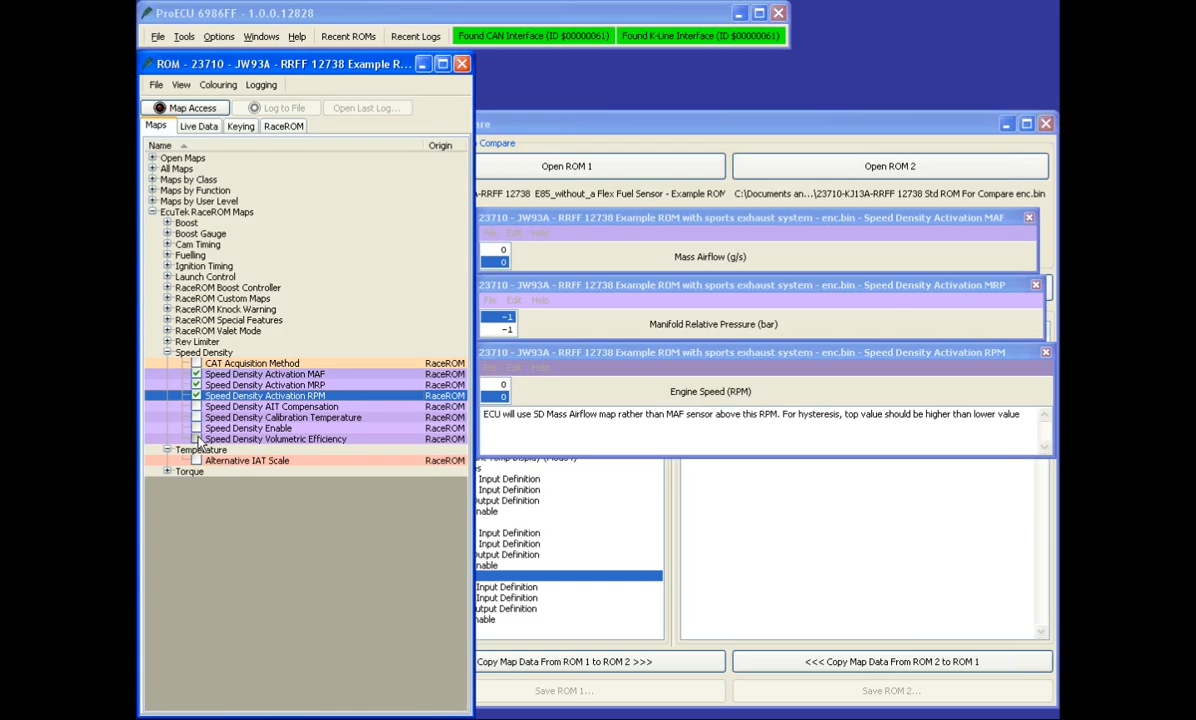 ProECU 6986FF - 1.0.0.12828
File Tools Options Windows Help Recent ROMs Recent Logs Found CAN Interface (ID $00000061) Found K-Line Interface (ID $00000061)
ROM - 23710 - JW93A - RRFF 12738 Example R...
File View Colouring Logging
Map Access Log to File Open Last Log...
Maps Live Data Keying RaceROM
Name Origin
Open Maps
All Maps
Maps by Class
Maps by Function
Maps by User Level
EcuTek RaceROM Maps
Boost
Boost Gauge
Cam Timing
Fuelling
Ignition Timing
Launch Control
RaceROM Boost Controller
RaceROM Custom Maps
RaceROM Knock Warning
RaceROM Special Features
RaceROM Valet Mode
Rev Limiter
Speed Density
CAT Acquisition Method RaceROM
Speed Density Activation MAF RaceROM
Speed Density Activation MRP RaceROM
Speed Density Activation RPM RaceROM
Speed Density AIT Compensation RaceROM
Speed Density Calibration Temperature RaceROM
Speed Density Enable RaceROM
Speed Density Volumetric Efficiency RaceROM
Temperature
Alternative IAT Scale RaceROM
Torque
Compare
Open ROM 1 Open ROM 2
A-RRFF 12738 E85_without_a Flex Fuel Sensor - Example ROM C:\Documents an...\23710-KJ13A-RRFF 12738 Std ROM For Compare enc.bin
23710 - JW93A - RRFF 12738 Example ROM with sports exhaust system - enc.bin - Speed Density Activation MAF
File Edit Help
0
0
Mass Airflow (g/s)
23710 - JW93A - RRFF 12738 Example ROM with sports exhaust system - enc.bin - Speed Density Activation MRP
File Edit Help
-1
-1
Manifold Relative Pressure (bar)
23710 - JW93A - RRFF 12738 Example ROM with sports exhaust system - enc.bin - Speed Density Activation RPM
File Edit Help
0
0
Engine Speed (RPM)
ECU will use SD Mass Airflow map rather than MAF sensor above this RPM. For hysteresis, top value should be higher than lower value
Input Definition
Input Definition
utput Definition
nable
Input Definition
Input Definition
utput Definition
nable
Input Definition
Input Definition
utput Definition
nable
Copy Map Data From ROM 1 to ROM 2 >>> <<< Copy Map Data From ROM 2 to ROM 1
Save ROM 1... Save ROM 2...